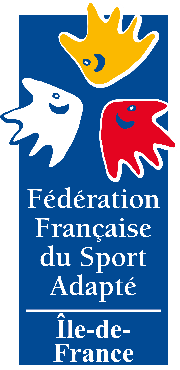 Fédération
Française
du Sport
Adapté
Île-de-
France